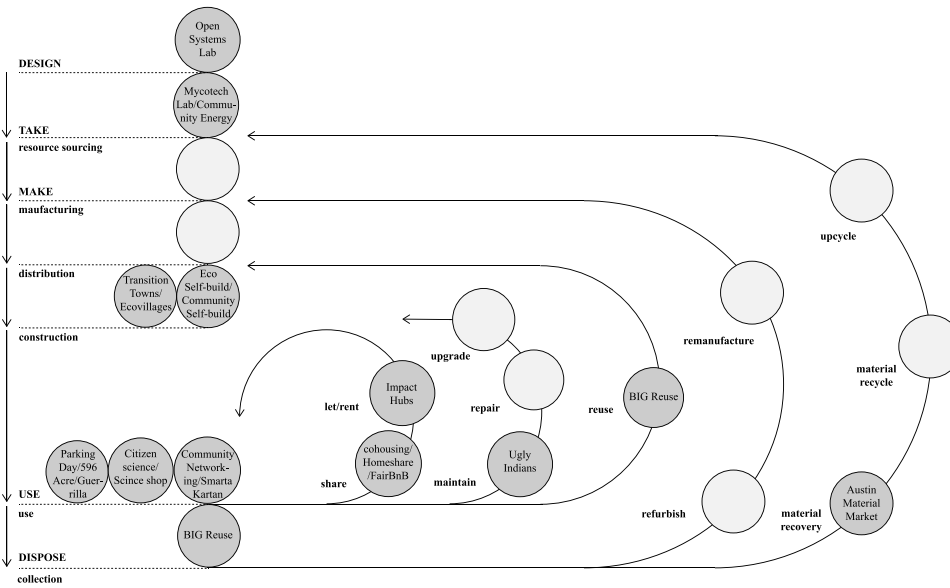 Open
Systems
Lab
DESIGN
Mycotech
Lab/Commu-
nity Energy
TAKE
resource sourcing
MAKE
maufacturing
upcycle
distribution
Transition
Towns/
Ecovillages
Eco
Self-build/
Community
Self-build
construction
remanufacture
upgrade
material
recycle
Impact
Hubs
let/rent
repair
reuse
BIG Reuse
Parking
Day/596
Acre/Guer-
rilla
Citizen
science/
Scince shop
Community
Network-
ing/Smarta
Kartan
cohousing/
Homeshare
/FairBnB
share
Ugly
Indians
maintain
USE
use
refurbish
material
recovery
Austin
Material
Market
BIG Reuse
DISPOSE
collection